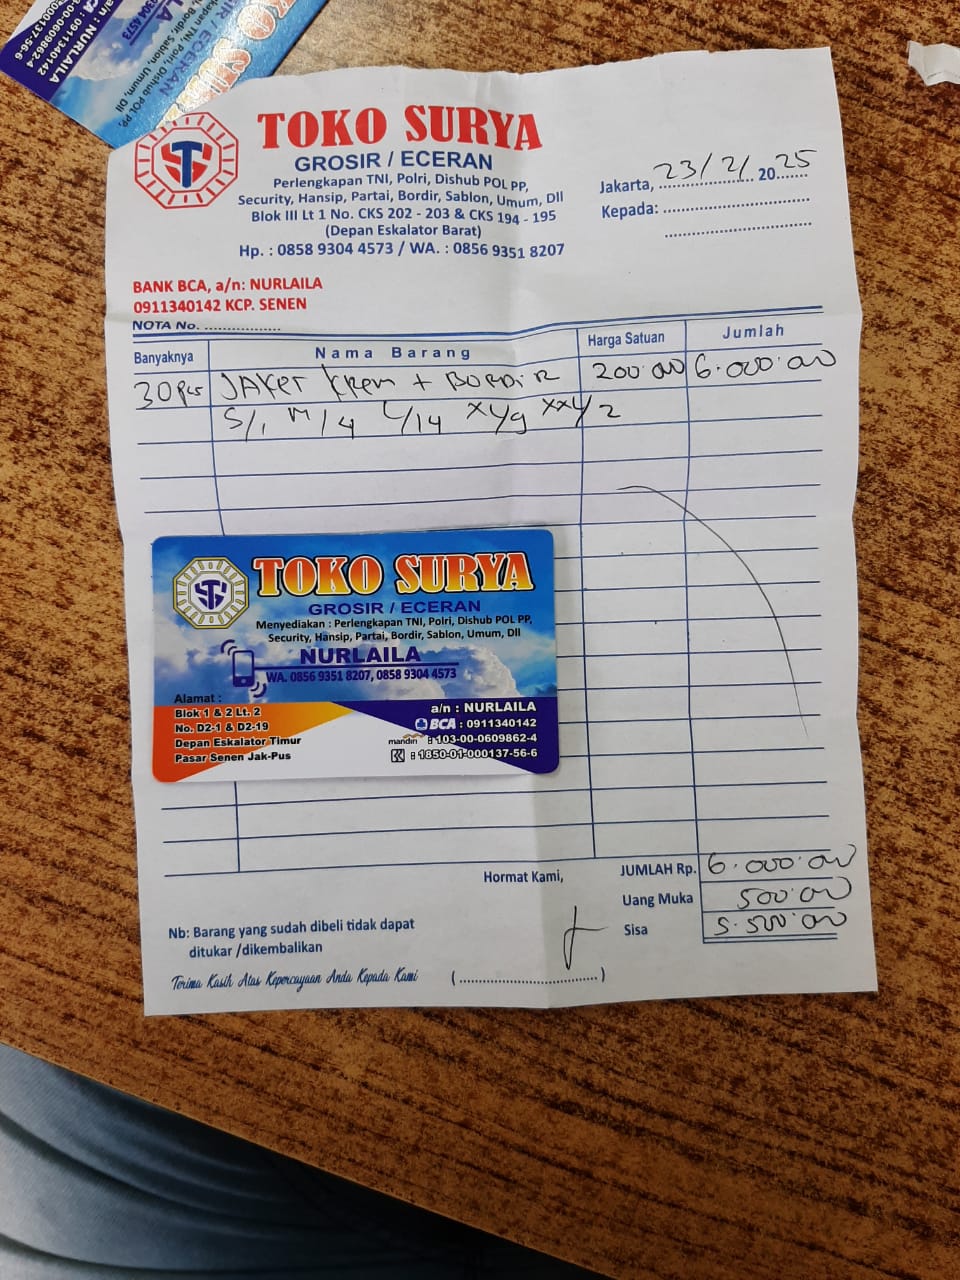 TOKO SURYA
GROSIR / ECERAN
Perlengkapan TNI, Polri, Dishub POL PP,
Security, Hansip, Partai, Bordir, Sablon, Umum, Dll
Blok III Lt 1 No. CKS 202 - 203 & CKS 194 - 195
(Depan Eskalator Barat)
Hp. : 0858 9304 4573 / WA. : 0856 9351 8207
Jakarta, 23/2/ 2025
Kepada:
BANK BCA, a/n: NURLAILA
0911340142 KCP. SENEN
NOTA No.
Banyaknya Nama Barang Harga Satuan Jumlah
30 pcs JAKET krem + BORDIR 200.000 6.000.000
S/1 M/4 L/14 XL/9 XXL/2
TOKO SURYA
GROSIR / ECERAN
Menyediakan : Perlengkapan TNI, Polri, Dishub POL PP,
Security, Hansip, Partai, Bordir, Sablon, Umum, Dll
NURLAILA
WA. 0856 9351 8207, 0858 9304 4573
Alamat :
Blok 1 & 2 Lt. 2
No. D2-1 & D2-19
Depan Eskalator Timur
Pasar Senen Jak-Pus
a/n : NURLAILA
BCA : 0911340142
mandiri : 103-00-0609862-4
: 1850-01-000137-56-6
Hormat Kami,
JUMLAH Rp. 6.000.000
Uang Muka 500.000
Sisa 5.500.000
Nb: Barang yang sudah dibeli tidak dapat
ditukar /dikembalikan
Terima Kasih Atas Kepercayaan Anda Kepada Kami
(..............................)